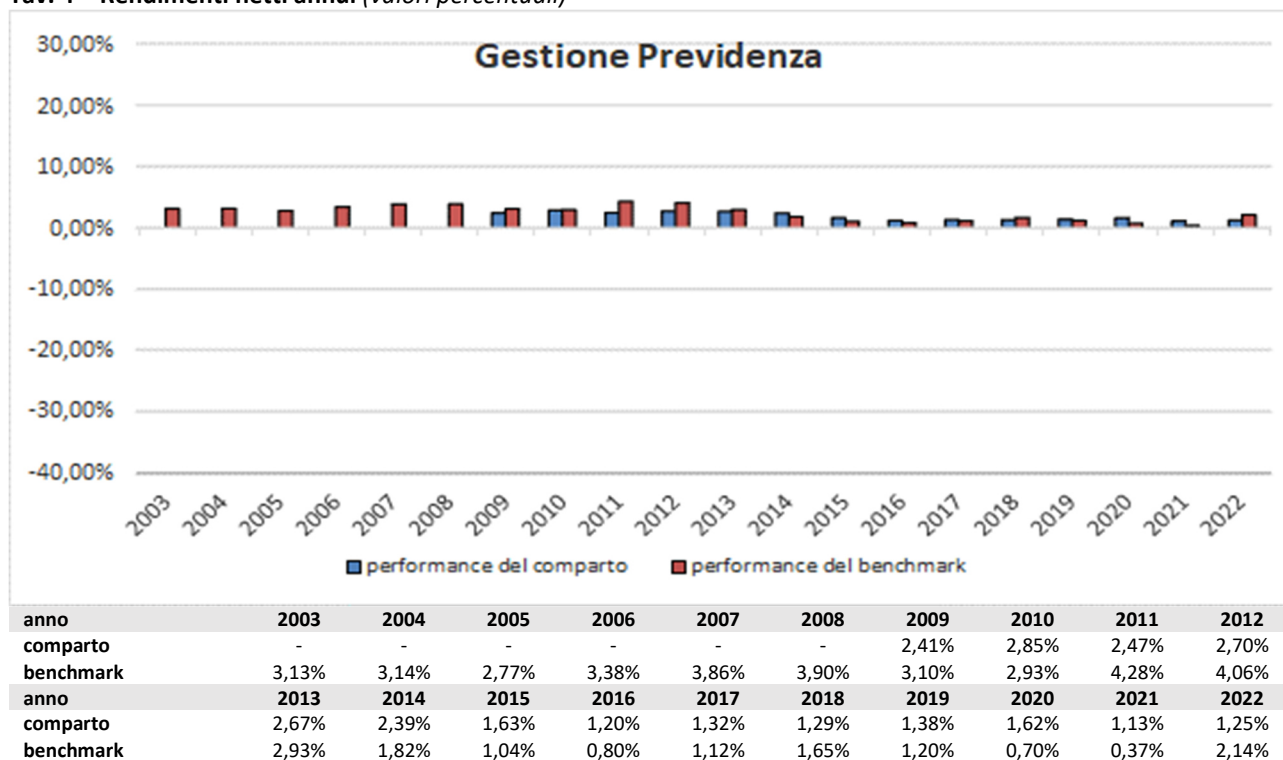 Gestione Previdenza
30,00%
20,00%
10,00%
0,00%
-10,00%
-20,00%
-30,00%
-40,00%
2003 2004 2005 2006 2007 2008 2009 2010 2011 2012 2013 2014 2015 2016 2017 2018 2019 2020 2021 2022
performance del comparto performance del benchmark
anno 2003 2004 2005 2006 2007 2008 2009 2010 2011 2012
comparto - - - - - - 2,41% 2,85% 2,47% 2,70%
benchmark 3,13% 3,14% 2,77% 3,38% 3,86% 3,90% 3,10% 2,93% 4,28% 4,06%
anno 2013 2014 2015 2016 2017 2018 2019 2020 2021 2022
comparto 2,67% 2,39% 1,63% 1,20% 1,32% 1,29% 1,38% 1,62% 1,13% 1,25%
benchmark 2,93% 1,82% 1,04% 0,80% 1,12% 1,65% 1,20% 0,70% 0,37% 2,14%